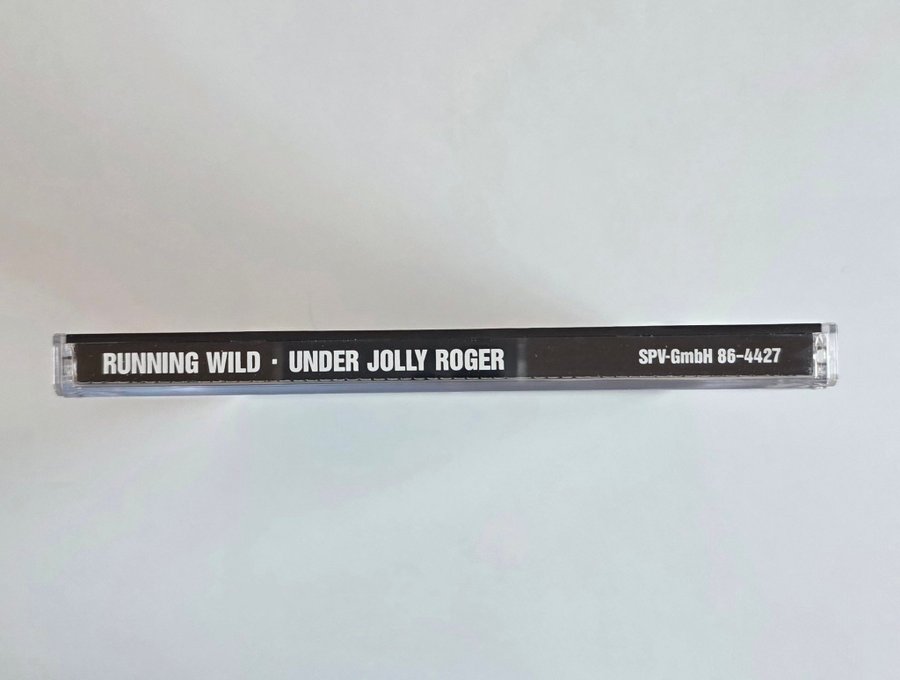 RUNNING WILD · UNDER JOLLY ROGER SPV-GmbH 86-4427